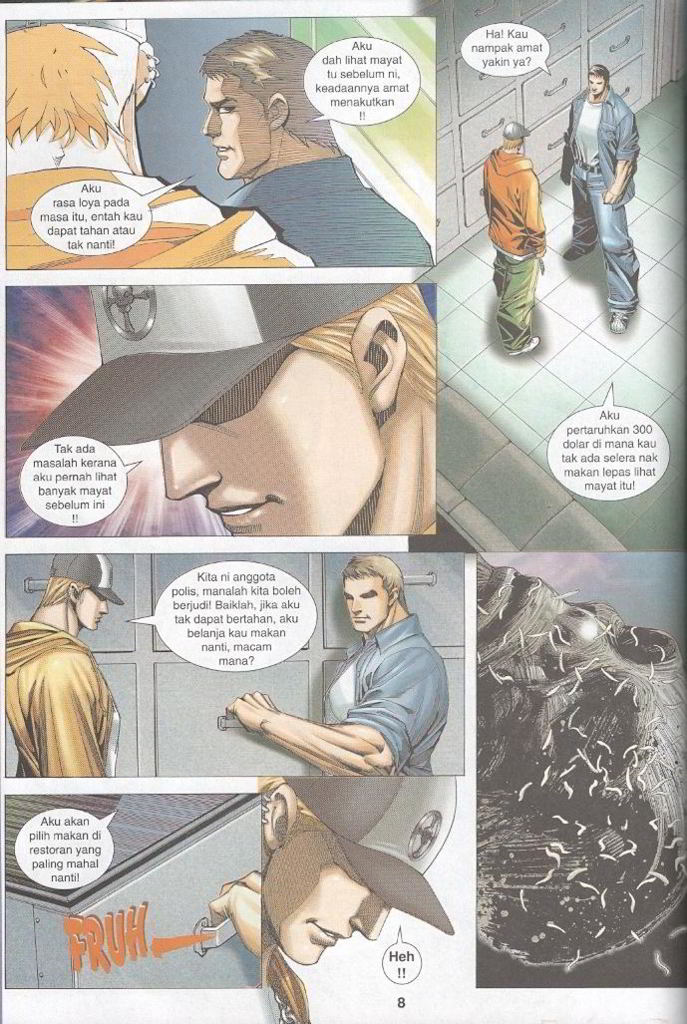 Aku
dah lihat mayat
tu sebelum ni,
keadaannya amat
menakutkan
!!
Aku
rasa loya pada
masa itu, entah kau
dapat tahan atau
tak nanti!
Ha! Kau
nampak amat
yakin ya?
Tak ada
masalah kerana
aku pernah lihat
banyak mayat
sebelum ini
!!
Aku
pertaruhkan 300
dolar di mana kau
tak ada selera nak
makan lepas lihat
mayat itu!
Kita ni anggota
polis, manalah kita boleh
berjudi! Baiklah, jika aku
tak dapat bertahan, aku
belanja kau makan
nanti, macam
mana?
Aku akan
pilih makan di
restoran yang
paling mahal
nanti!
FRUH
Heh
!!
8